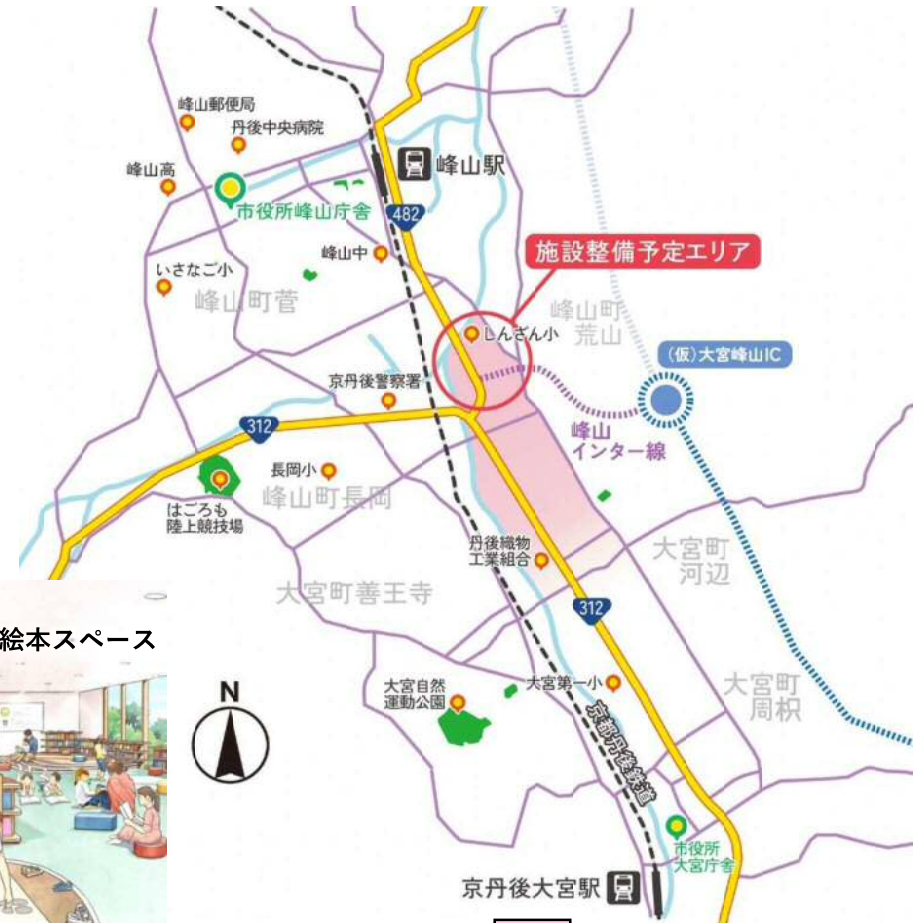 峰山郵便局
丹後中央病院
峰山高
峰山駅
市役所峰山庁舎
482
峰山中
施設整備予定エリア
いさなご小
峰山町菅
しんざん小
峰山町
荒山
(仮)大宮峰山IC
京丹後警察署
312
峰山
インター線
長岡小
峰山町長岡
はごろも
陸上競技場
丹後織物
工業組合
大宮町
河辺
大宮町善王寺
312
絵本スペース
N
大宮自然
運動公園
大宮第一小
大宮町
周枳
京都丹後鉄道
市役所
大宮庁舎
京丹後大宮駅